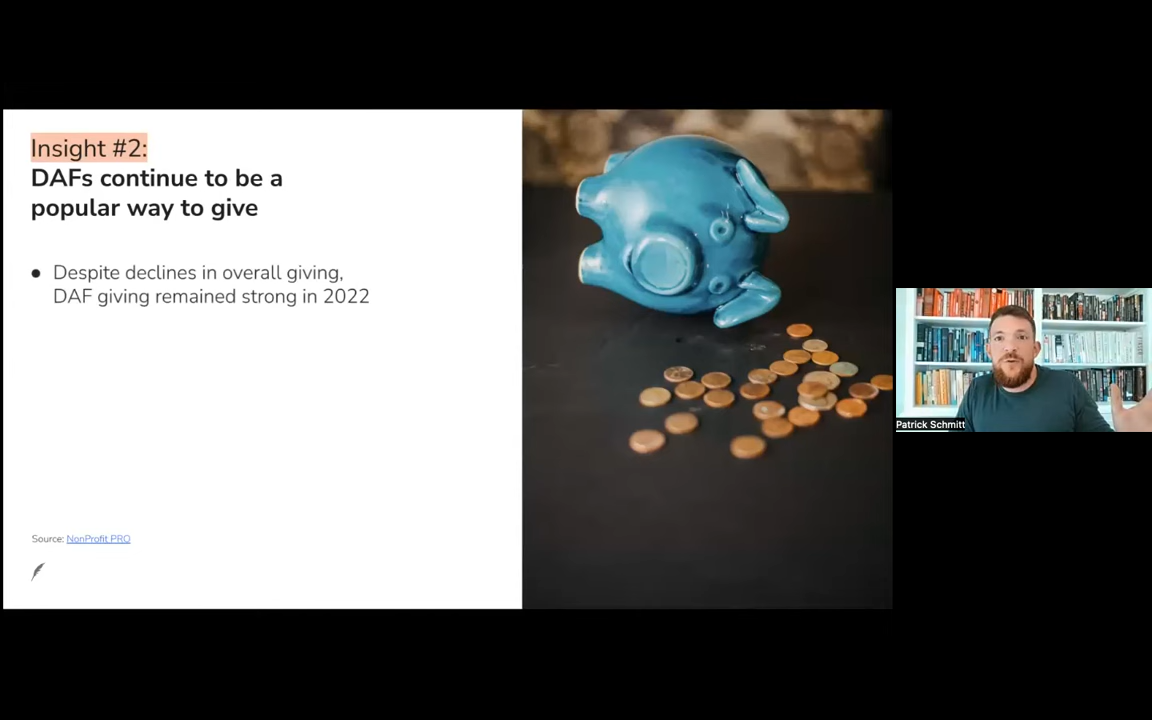 Insight #2:
DAFs continue to be a
popular way to give
● Despite declines in overall giving,
DAF giving remained strong in 2022
Source: NonProfit PRO
Patrick Schmitt